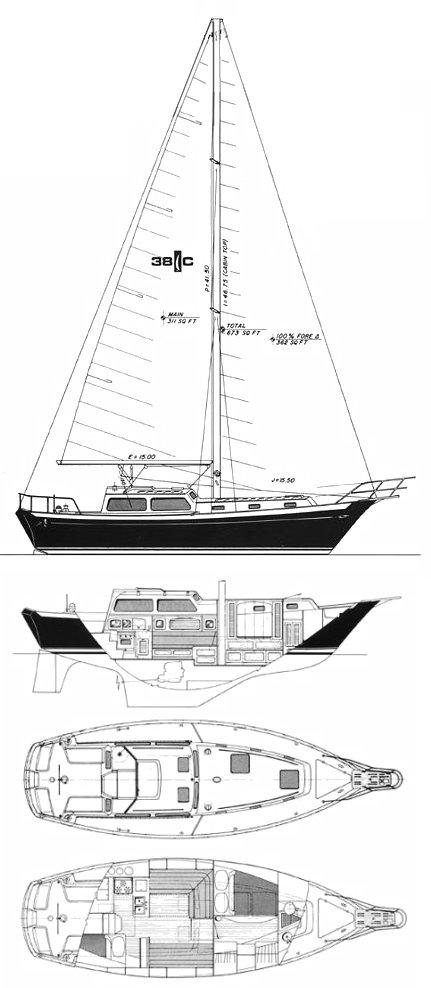 38 C
P=41.50
I=46.75 (CABIN TOP)
MAIN
311 SQ FT
TOTAL
673 SQ FT
100% FORE Δ
362 SQ FT
E=15.00
J=15.50